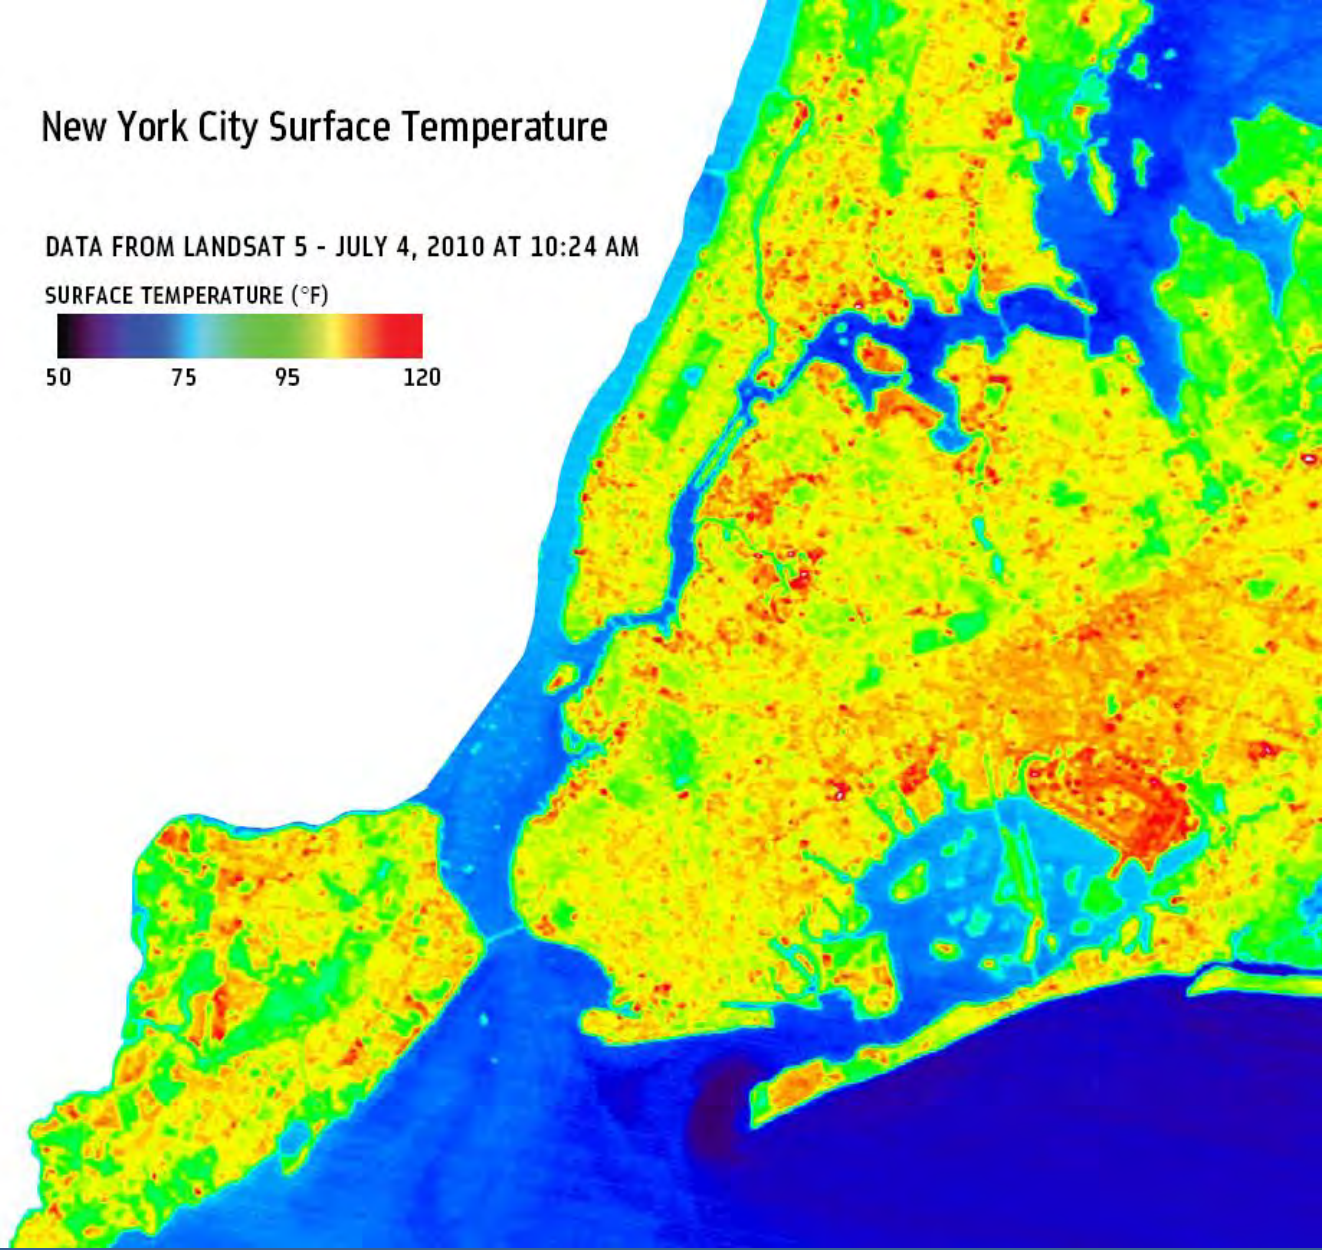 New York City Surface Temperature
DATA FROM LANDSAT 5 - JULY 4, 2010 AT 10:24 AM
SURFACE TEMPERATURE (°F)
50 75 95 120